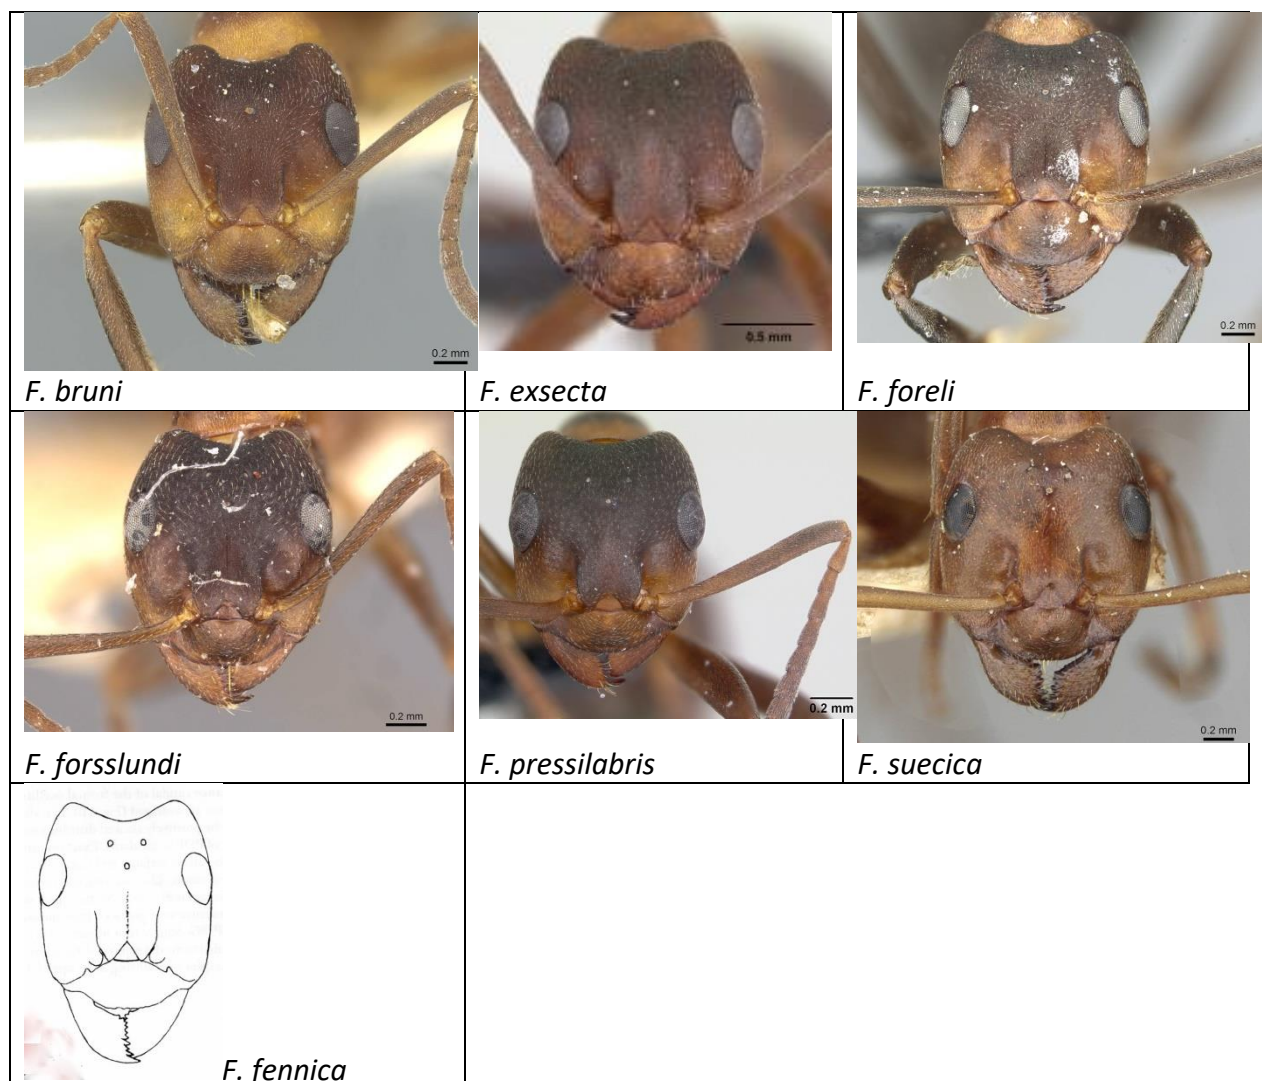 0.2 mm
0.5 mm
0.2 mm
F. bruni
F. exsecta
F. foreli
0.2 mm
0.2 mm
0.2 mm
F. forsslundi
F. pressilabris
F. suecica
F. fennica